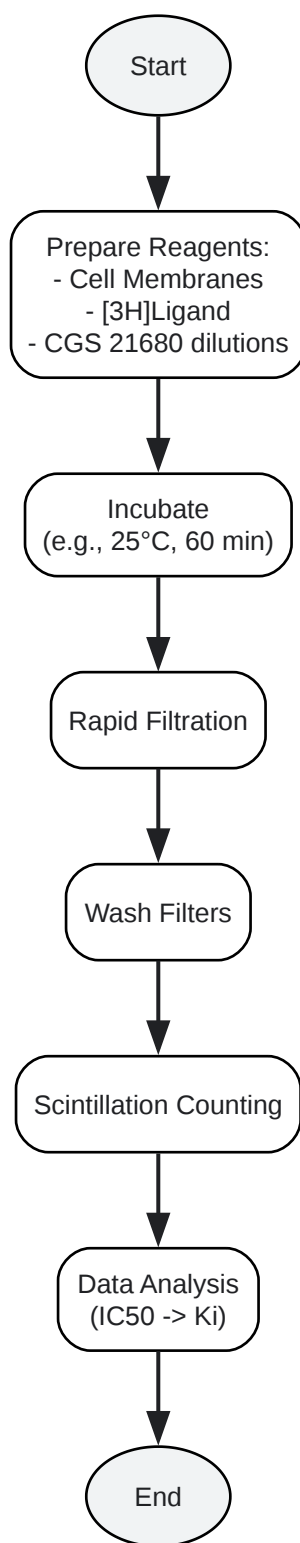 Start
Prepare Reagents:
- Cell Membranes
- [3H]Ligand
- CGS 21680 dilutions
Incubate
(e.g., 25°C, 60 min)
Rapid Filtration
Wash Filters
Scintillation Counting
Data Analysis
(IC50 -> Ki)
End